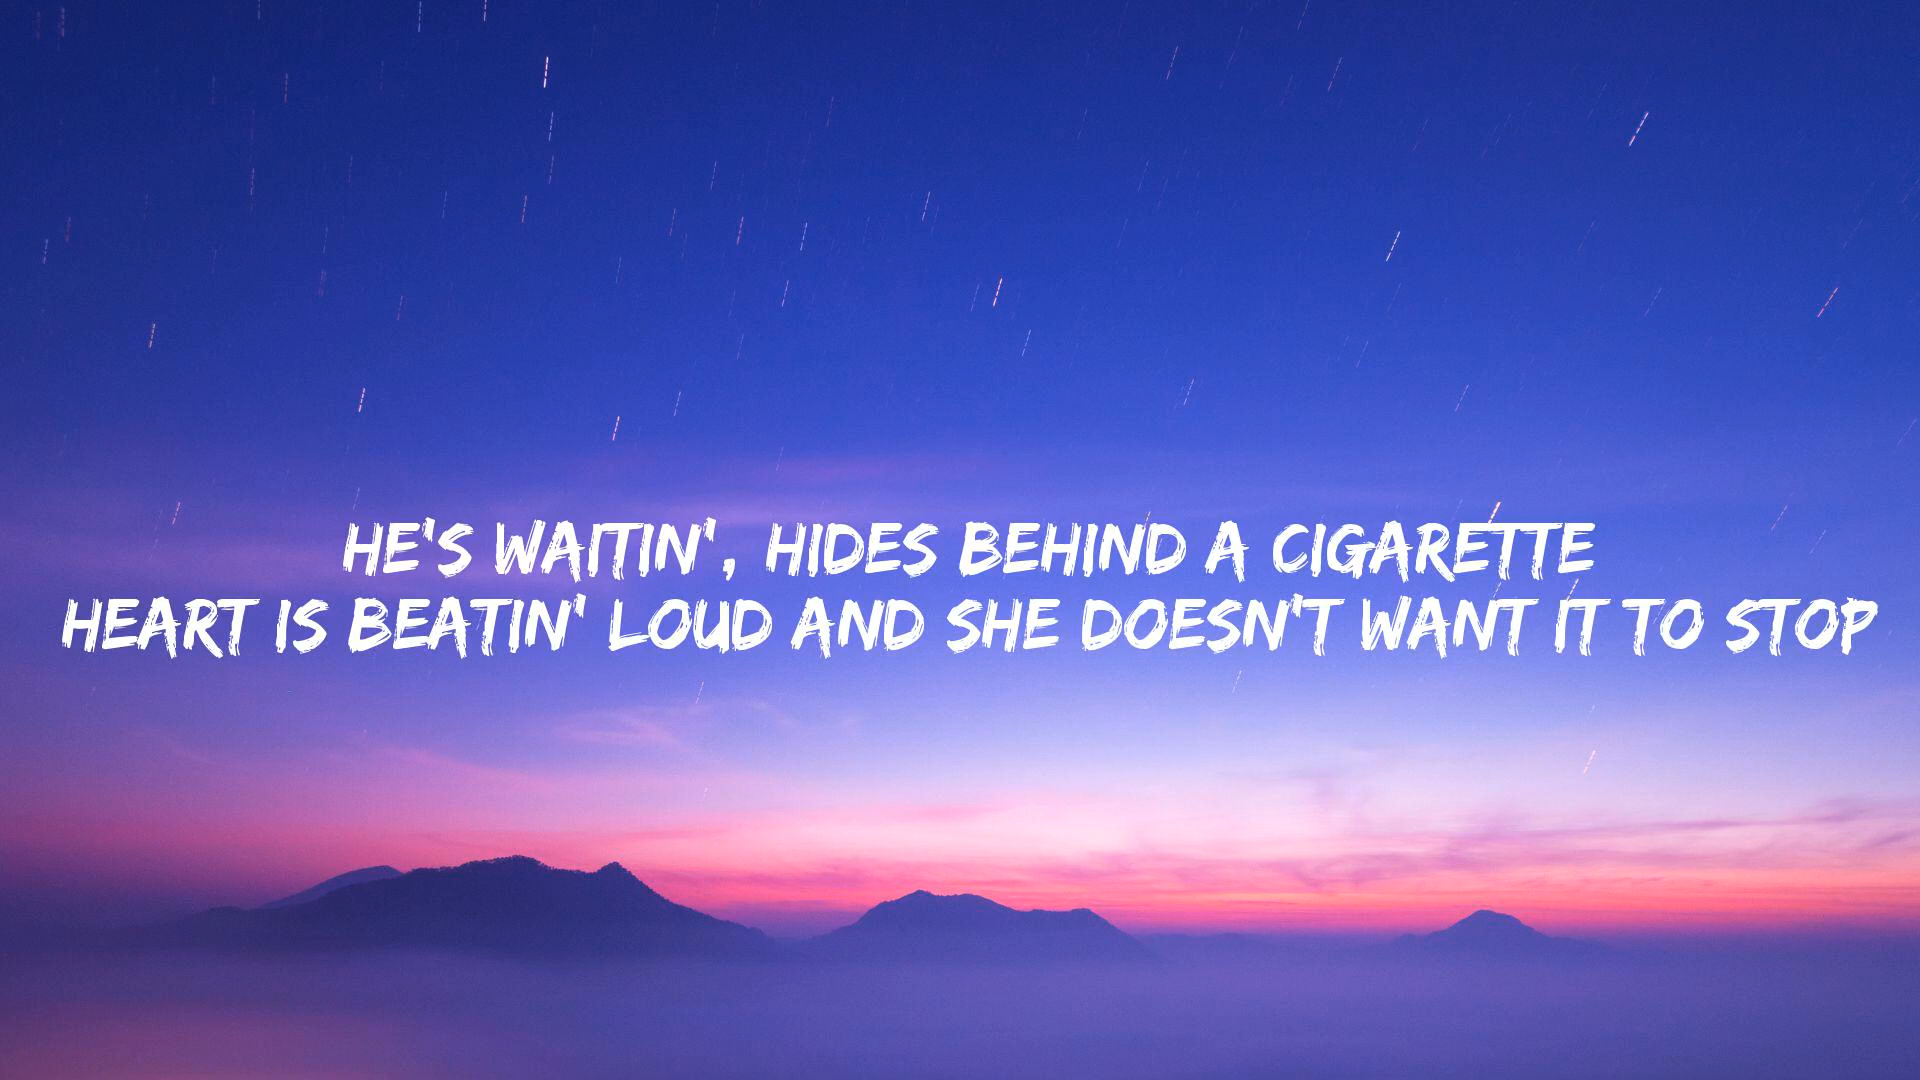 HE'S WAITIN', HIDES BEHIND A CIGARETTE
HEART IS BEATIN' LOUD AND SHE DOESN'T WANT IT TO STOP